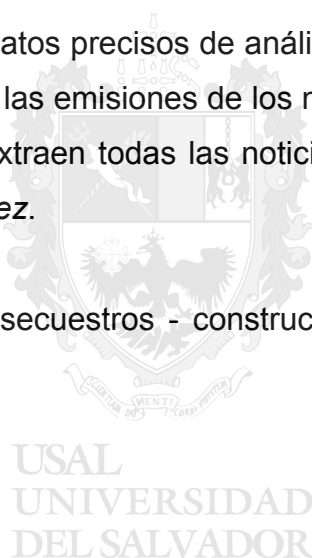 atos precisos de análi
las emisiones de los
xtraen todas las notici
ez.
secuestros - construc
USAL
UNIVERSIDAD
DEL SALVADOR